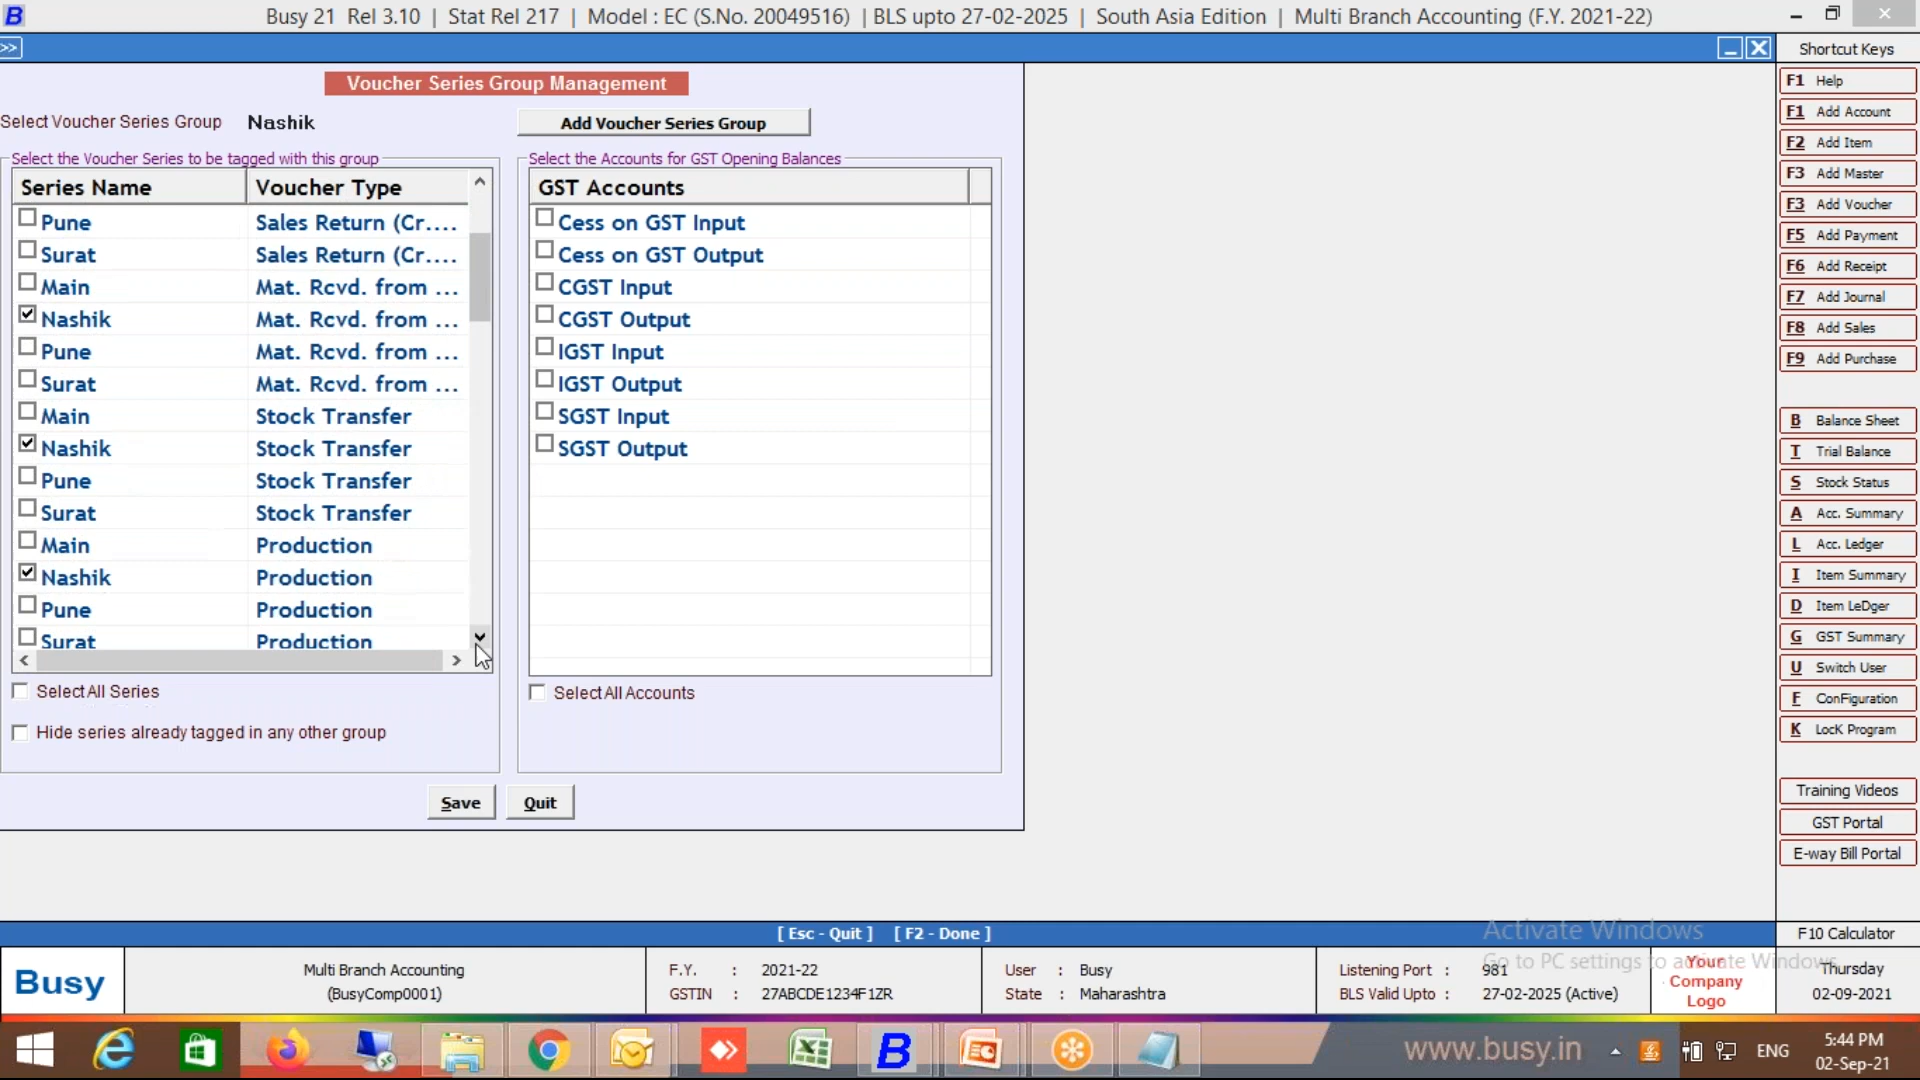 Busy 21 Rel 3.10 | Stat Rel 217 | Model : EC (S.No. 20049516) | BLS upto 27-02-2025 | South Asia Edition | Multi Branch Accounting (F.Y. 2021-22)
>>
Voucher Series Group Management
Select Voucher Series Group Nashik
Add Voucher Series Group
Select the Voucher Series to be tagged with this group
Series Name Voucher Type
Pune Sales Return (Cr....
Surat Sales Return (Cr....
Main Mat. Rcvd. from ...
Nashik Mat. Rcvd. from ...
Pune Mat. Rcvd. from ...
Surat Mat. Rcvd. from ...
Main Stock Transfer
Nashik Stock Transfer
Pune Stock Transfer
Surat Stock Transfer
Main Production
Nashik Production
Pune Production
Surat Production
Select All Series
Hide series already tagged in any other group
Select the Accounts for GST Opening Balances
GST Accounts
Cess on GST Input
Cess on GST Output
CGST Input
CGST Output
IGST Input
IGST Output
SGST Input
SGST Output
Select All Accounts
Save Quit
Shortcut Keys
F1 Help
F1 Add Account
F2 Add Item
F3 Add Master
F3 Add Voucher
F5 Add Payment
F6 Add Receipt
F7 Add Journal
F8 Add Sales
F9 Add Purchase
B Balance Sheet
T Trial Balance
S Stock Status
A Acc. Summary
L Acc. Ledger
I Item Summary
D Item LeDger
G GST Summary
U Switch User
F ConFiguration
K LocK Program
Training Videos
GST Portal
E-way Bill Portal
Activate Windows
Go to PC settings to activate Windows.
[ Esc - Quit ] [ F2 - Done ]
F10 Calculator
Busy
Multi Branch Accounting
(BusyComp0001)
F.Y. : 2021-22
GSTIN : 27ABCDE1234F1ZR
User : Busy
State : Maharashtra
Listening Port : 981
BLS Valid Upto : 27-02-2025 (Active)
Your
Company
Logo
Thursday
02-09-2021
www.busy.in
ENG
5:44 PM
02-Sep-21